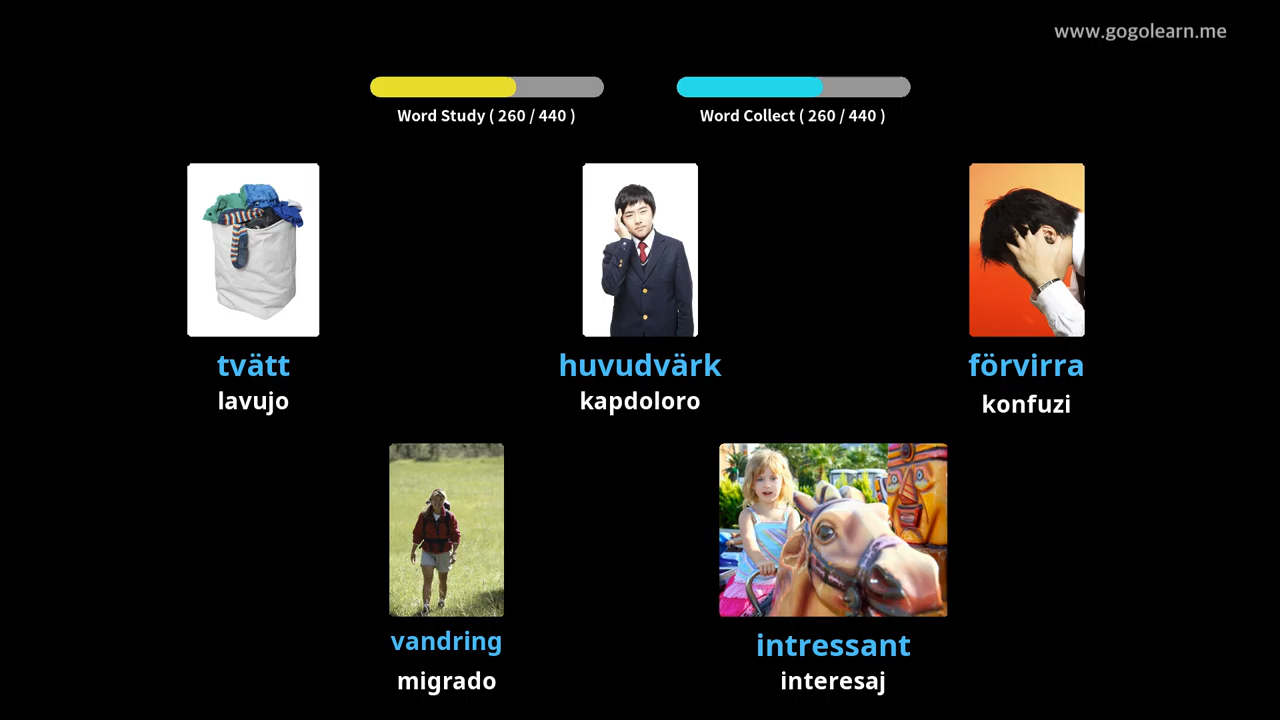 www.gogolearn.me
Word Study ( 260 / 440 )
Word Collect ( 260 / 440 )
tvätt
lavujo
huvudvärk
kapdoloro
förvirra
konfuzi
vandring
migrado
intressant
interesaj